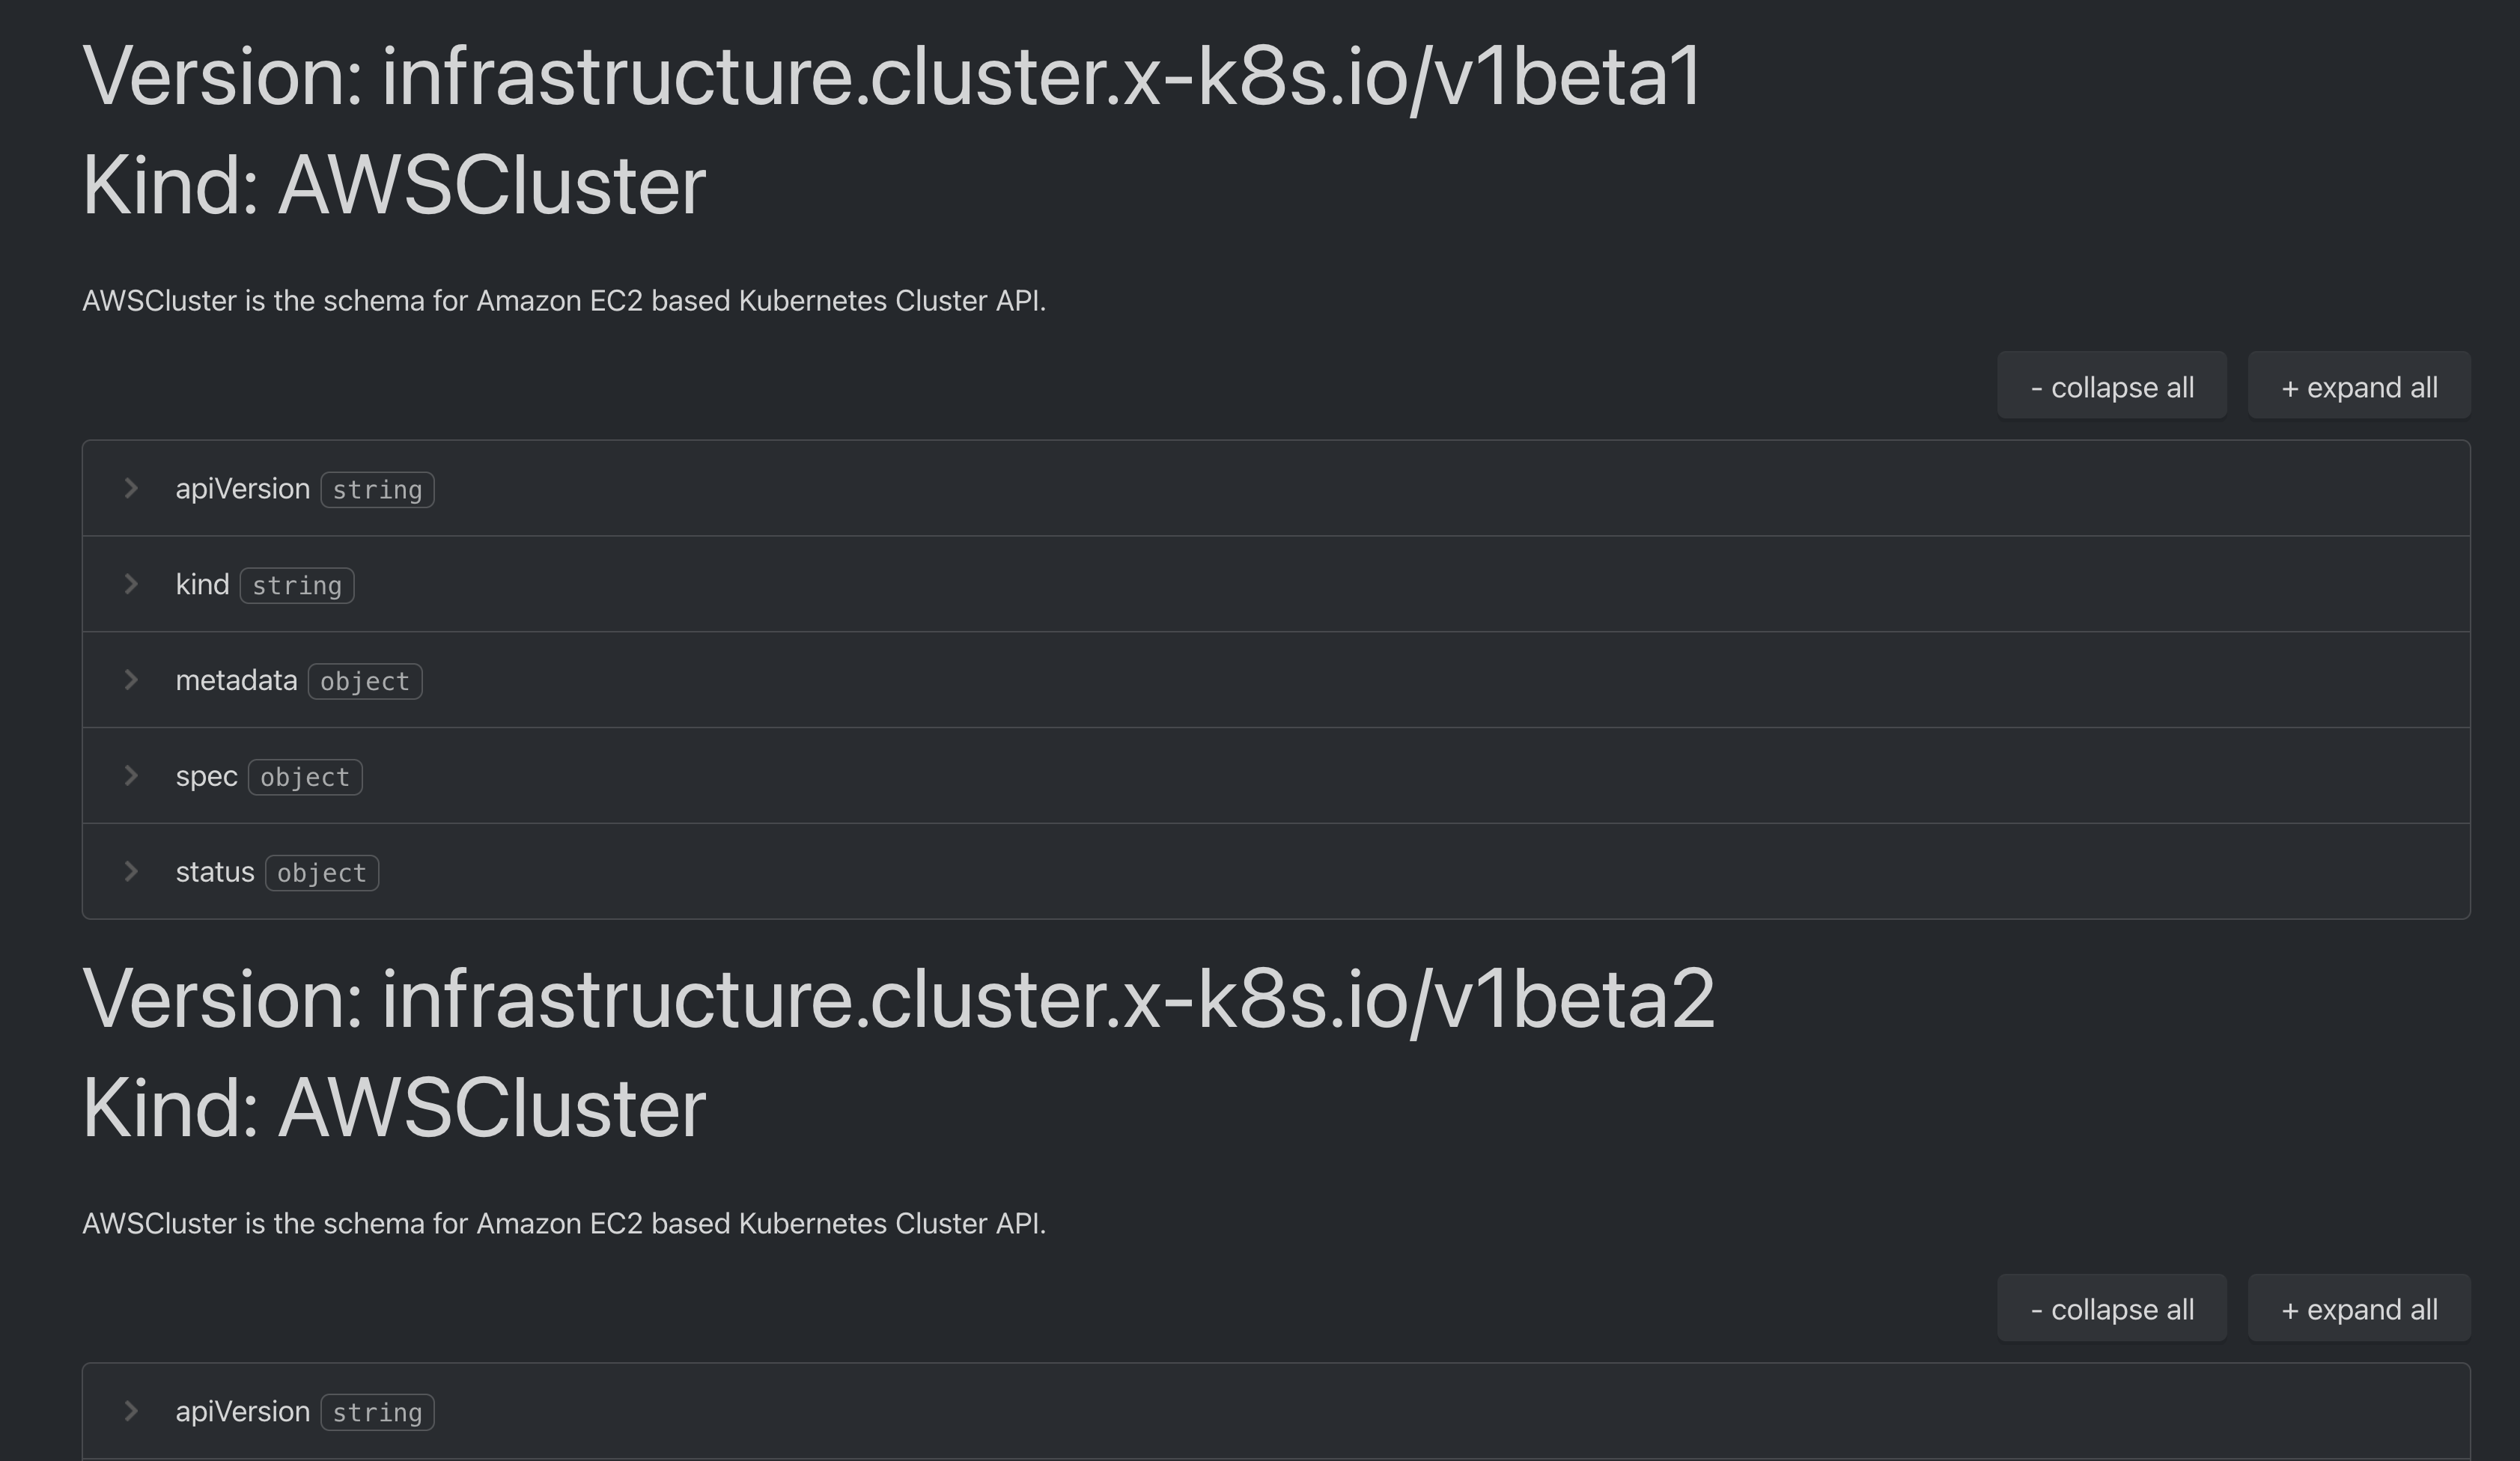 Version: infrastructure.cluster.x-k8s.io/v1beta1
Kind: AWSCluster
AWSCluster is the schema for Amazon EC2 based Kubernetes Cluster API.
- collapse all + expand all
apiVersion string
kind string
metadata object
spec object
status object
Version: infrastructure.cluster.x-k8s.io/v1beta2
Kind: AWSCluster
AWSCluster is the schema for Amazon EC2 based Kubernetes Cluster API.
- collapse all + expand all
apiVersion string